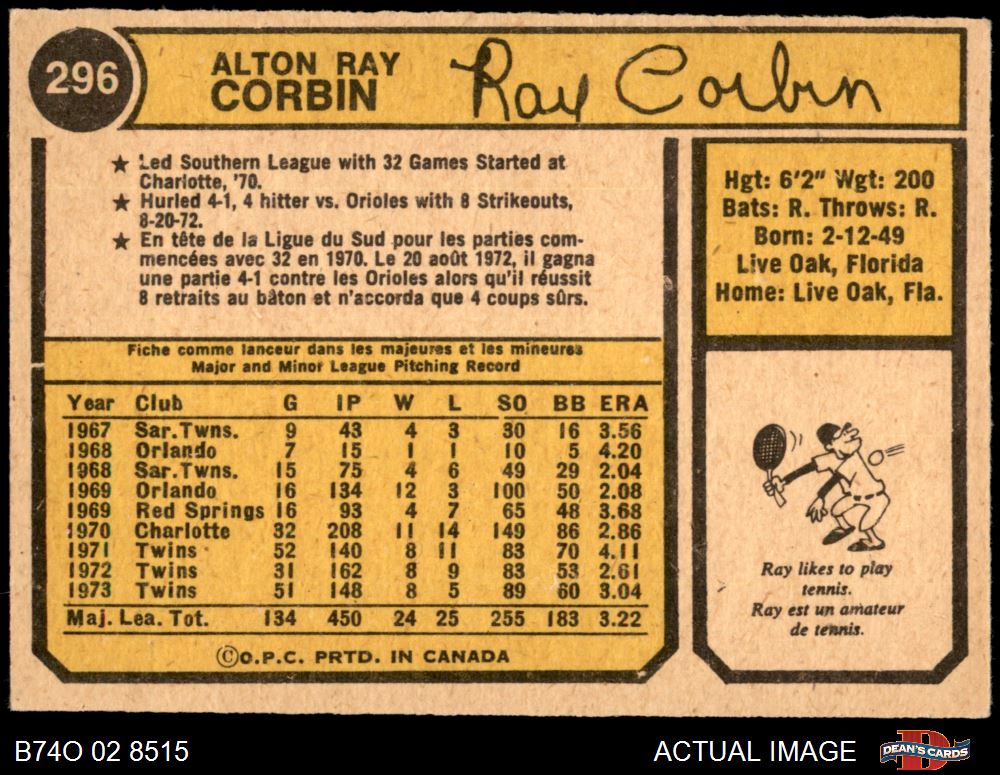 296
ALTON RAY
CORBIN
Ray Corbin
★ Led Southern League with 32 Games Started at
Charlotte, '70.
★ Hurled 4-1, 4 hitter vs. Orioles with 8 Strikeouts,
8-20-72.
★ En tête de la Ligue du Sud pour les parties com-
mencées avec 32 en 1970. Le 20 août 1972, il gagna
une partie 4-1 contre les Orioles alors qu'il réussit
8 retraits au bâton et n'accorda que 4 coups sûrs.
Hgt: 6'2" Wgt: 200
Bats: R. Throws: R.
Born: 2-12-49
Live Oak, Florida
Home: Live Oak, Fla.
Fiche comme lanceur dans les majeures et les mineures
Major and Minor League Pitching Record
Year Club G IP W L SO BB ERA
1967 Sar.Twns. 9 43 4 3 30 16 3.56
1968 Orlando 7 15 1 1 10 5 4.20
1968 Sar.Twns. 15 75 4 6 49 29 2.04
1969 Orlando 16 134 12 3 100 50 2.08
1969 Red Springs 16 93 4 7 65 48 3.68
1970 Charlotte 32 208 11 14 149 86 2.86
1971 Twins 52 140 8 11 83 70 4.11
1972 Twins 31 162 8 9 83 53 2.61
1973 Twins 51 148 8 5 89 60 3.04
Maj. Lea. Tot. 134 450 24 25 255 183 3.22
©O.P.C. PRTD. IN CANADA
Ray likes to play
tennis.
Ray est un amateur
de tennis.
B74O 02 8515
ACTUAL IMAGE
DEAN'S CARDS